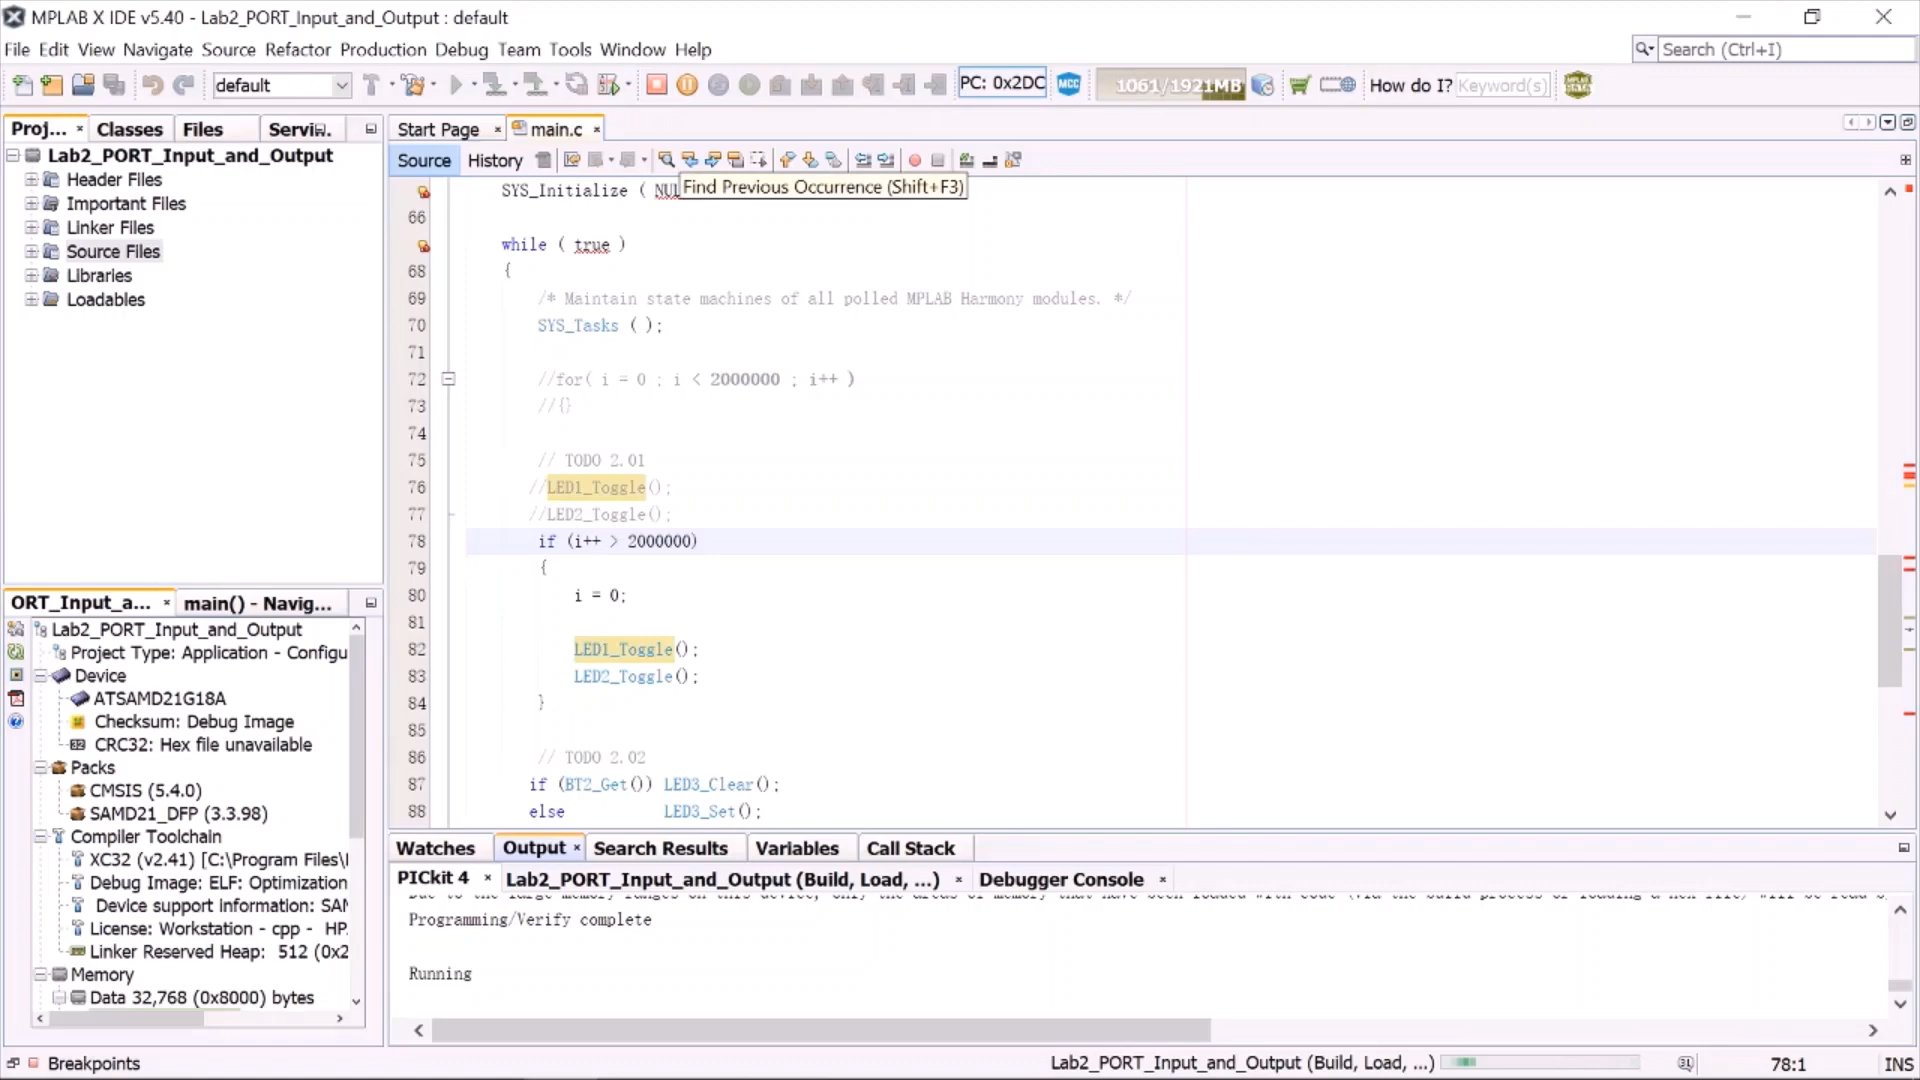 MPLAB X IDE v5.40 - Lab2_PORT_Input_and_Output : default
File Edit View Navigate Source Refactor Production Debug Team Tools Window Help
Search (Ctrl+I)
default
PC: 0x2DC
MCC
1061/1921MB
How do I? Keyword(s)
Proj... × Classes Files
Start Page × main.c ×
Source History
Find Previous Occurrence (Shift+F3)
Lab2_PORT_Input_and_Output
Header Files
Important Files
Linker Files
Source Files
Libraries
Loadables
SYS_Initialize ( NUL
66
while ( true )
68 {
69 /* Maintain state machines of all polled MPLAB Harmony modules. */
70 SYS_Tasks ( );
71
72 //for( i = 0 ; i < 2000000 ; i++ )
73 //{}
74
75 // TODO 2.01
76 //LED1_Toggle();
77 //LED2_Toggle();
78 if (i++ > 2000000)
79 {
80 i = 0;
81
82 LED1_Toggle();
83 LED2_Toggle();
84 }
85
86 // TODO 2.02
87 if (BT2_Get()) LED3_Clear();
88 else LED3_Set();
ORT_Input_a... × main() - Navig...
Lab2_PORT_Input_and_Output
Project Type: Application - Configu
Device
ATSAMD21G18A
Checksum: Debug Image
CRC32: Hex file unavailable
Packs
CMSIS (5.4.0)
SAMD21_DFP (3.3.98)
Compiler Toolchain
XC32 (v2.41) [C:\Program Files\
Debug Image: ELF: Optimization
Device support information: SAM
License: Workstation - cpp - HP
Linker Reserved Heap: 512 (0x2
Memory
Data 32,768 (0x8000) bytes
Watches Output × Search Results Variables Call Stack
PICkit 4 × Lab2_PORT_Input_and_Output (Build, Load, ...) × Debugger Console ×
Programming/Verify complete
Running
Breakpoints
Lab2_PORT_Input_and_Output (Build, Load, ...)
78:1
INS